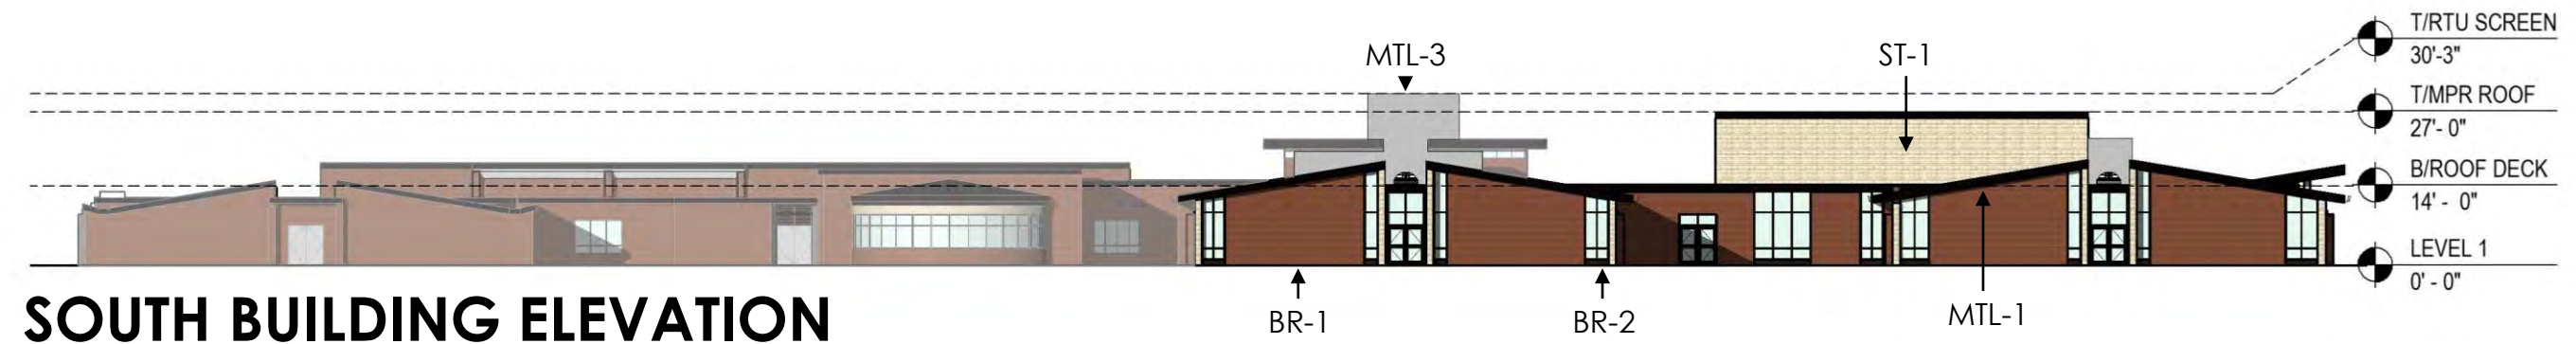 T/RTU SCREEN
30'-3"
MTL-3
ST-1
T/MPR ROOF
27'- 0"
B/ROOF DECK
14' - 0"
LEVEL 1
0' - 0"
SOUTH BUILDING ELEVATION
BR-1
BR-2
MTL-1